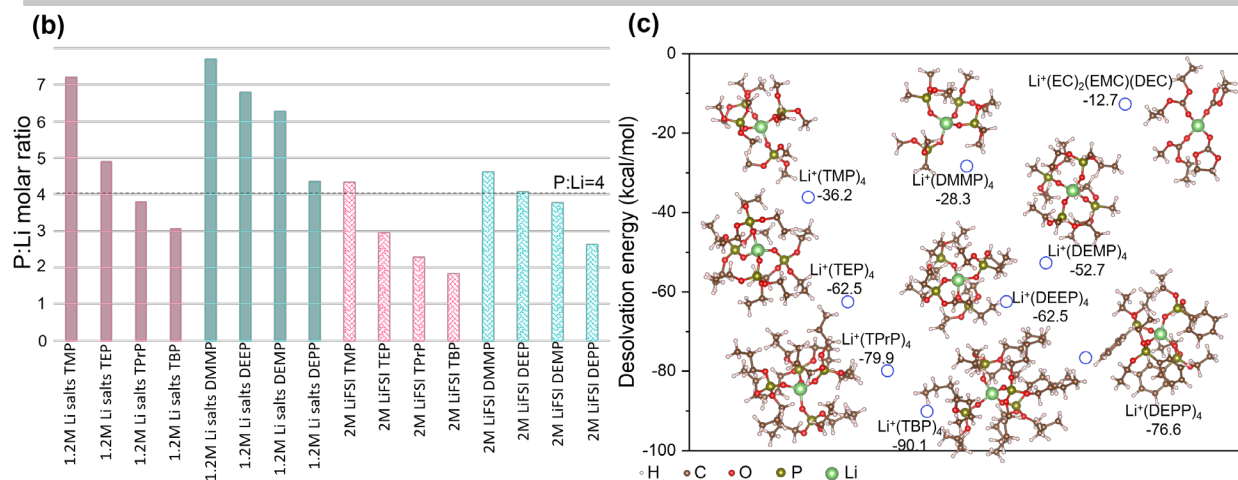 (b)
P:Li molar ratio
7
6
5
4
3
2
1
0
P:Li=4
1.2M Li salts TMP
1.2M Li salts TEP
1.2M Li salts TPrP
1.2M Li salts TBP
1.2M Li salts DMMP
1.2M Li salts DEEP
1.2M Li salts DEMP
1.2M Li salts DEPP
2M LiFSI TMP
2M LiFSI TEP
2M LiFSI TPrP
2M LiFSI TBP
2M LiFSI DMMP
2M LiFSI DEEP
2M LiFSI DEMP
2M LiFSI DEPP
(c)
Desolvation energy (kcal/mol)
0
-20
-40
-60
-80
-100
Li⁺(EC)₂(EMC)(DEC)
-12.7
Li⁺(TMP)₄
-36.2
Li⁺(DMMP)₄
-28.3
Li⁺(DEMP)₄
-52.7
Li⁺(TEP)₄
-62.5
Li⁺(DEEP)₄
-62.5
Li⁺(TPrP)₄
-79.9
Li⁺(TBP)₄
-90.1
Li⁺(DEPP)₄
-76.6
H C O P Li